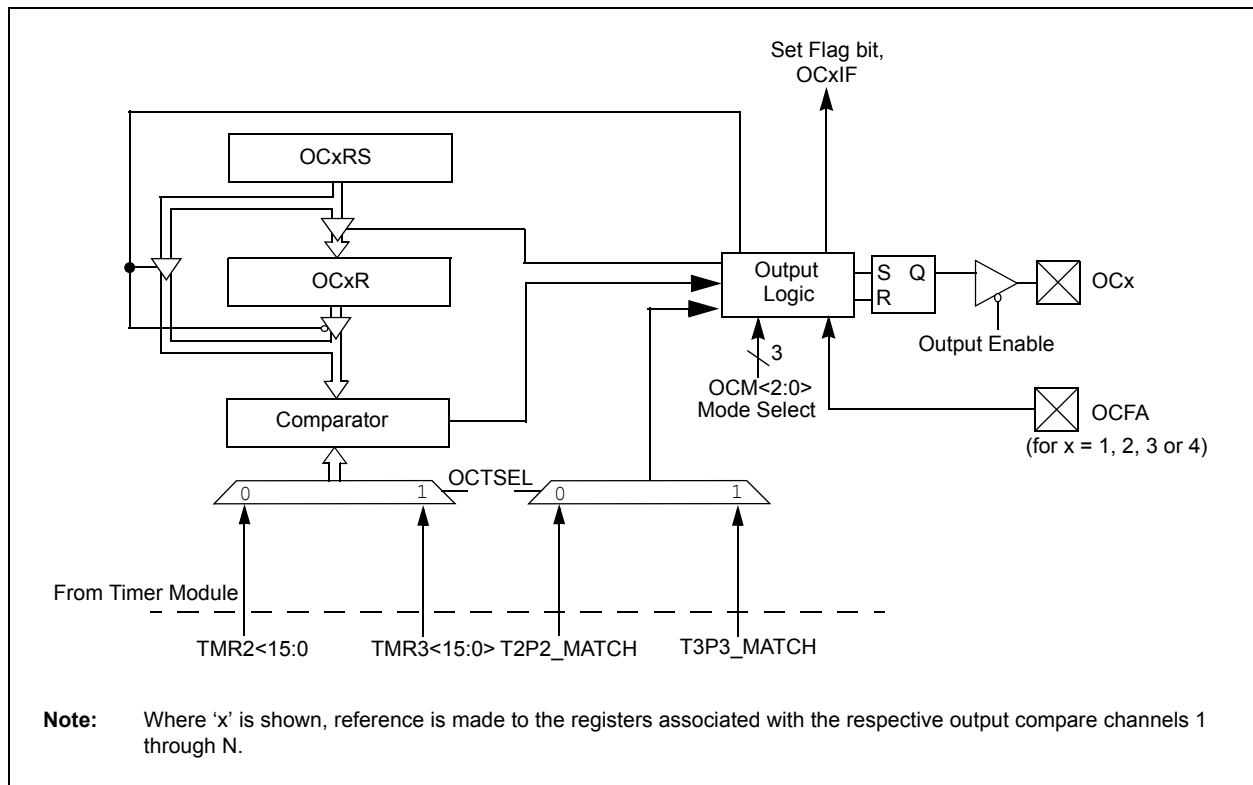 Set Flag bit,
OCxIF
OCxRS
OCxR
Output
Logic
S Q
R
OCx
Output Enable
3
OCM<2:0>
Mode Select
OCFA
(for x = 1, 2, 3 or 4)
Comparator
OCTSEL
0 1
0 1
From Timer Module
TMR2<15:0
TMR3<15:0>
T2P2_MATCH
T3P3_MATCH
Note: Where ‘x’ is shown, reference is made to the registers associated with the respective output compare channels 1
through N.